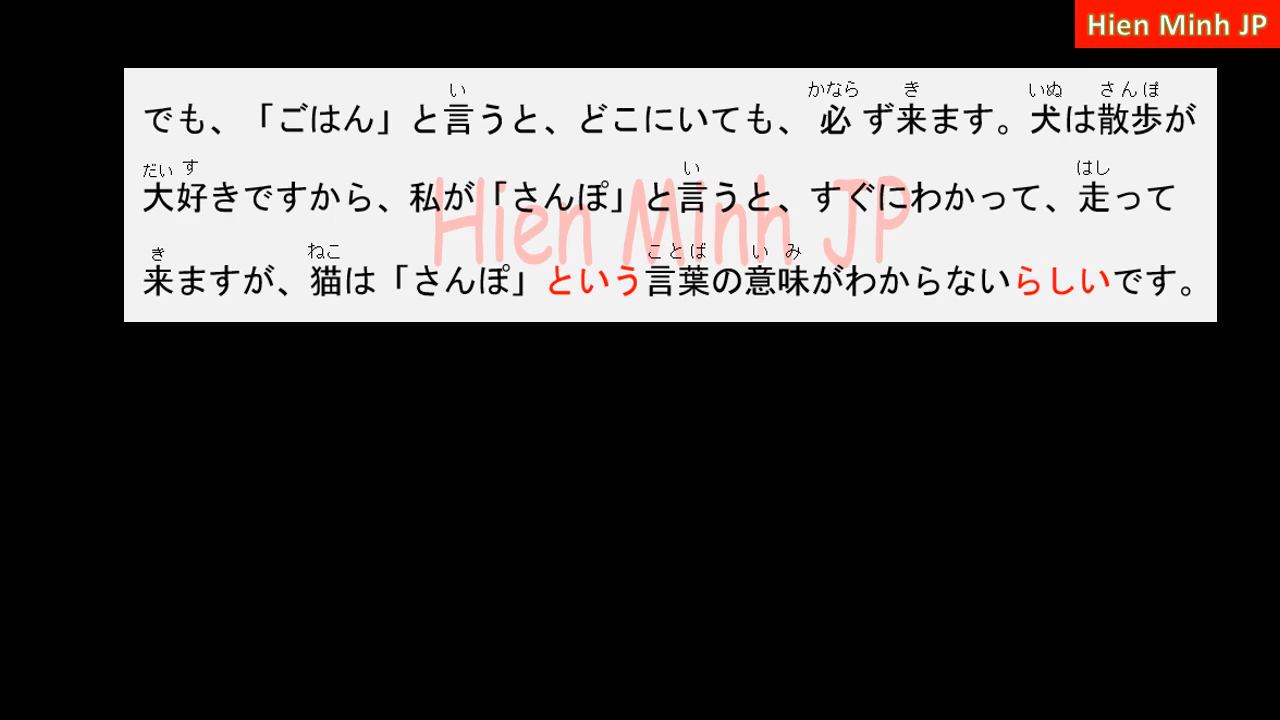 Hien Minh JP
でも、「ごはん」と言うと、どこにいても、必ず来ます。犬は散歩が
大好きですから、私が「さんぽ」と言うと、すぐにわかって、走って
来ますが、猫は「さんぽ」という言葉の意味がわからないらしいです。